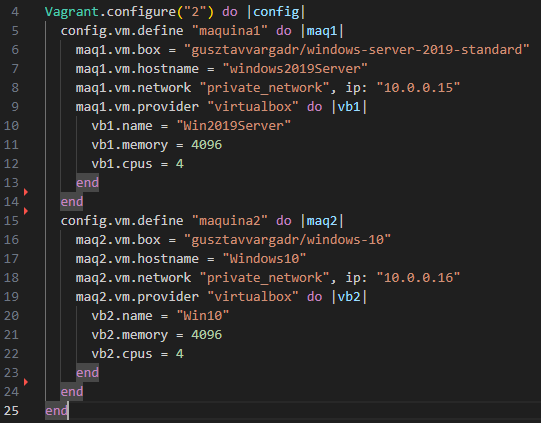 4 Vagrant.configure("2") do |config|
5 config.vm.define "maquina1" do |maq1|
6 maq1.vm.box = "gusztavvargadr/windows-server-2019-standard"
7 maq1.vm.hostname = "windows2019Server"
8 maq1.vm.network "private_network", ip: "10.0.0.15"
9 maq1.vm.provider "virtualbox" do |vb1|
10 vb1.name = "Win2019Server"
11 vb1.memory = 4096
12 vb1.cpus = 4
13 end
14 end
15 config.vm.define "maquina2" do |maq2|
16 maq2.vm.box = "gusztavvargadr/windows-10"
17 maq2.vm.hostname = "Windows10"
18 maq2.vm.network "private_network", ip: "10.0.0.16"
19 maq2.vm.provider "virtualbox" do |vb2|
20 vb2.name = "Win10"
21 vb2.memory = 4096
22 vb2.cpus = 4
23 end
24 end
25 end